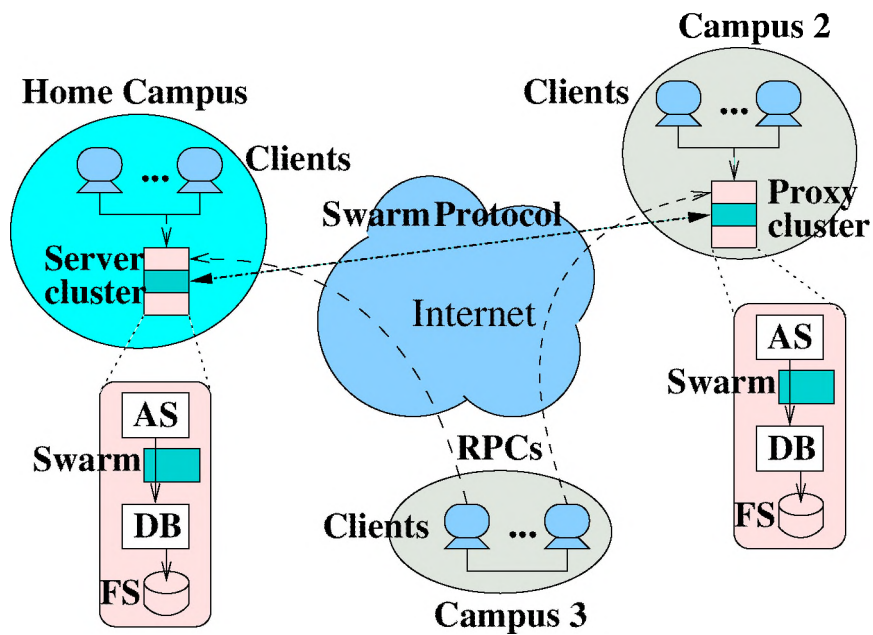 Campus 2
Home Campus
Clients
...
Clients
...
Proxy
cluster
Swarm Protocol
Server
cluster
Internet
AS
Swarm
DB
FS
AS
Swarm
DB
FS
RPCs
Clients
...
Campus 3